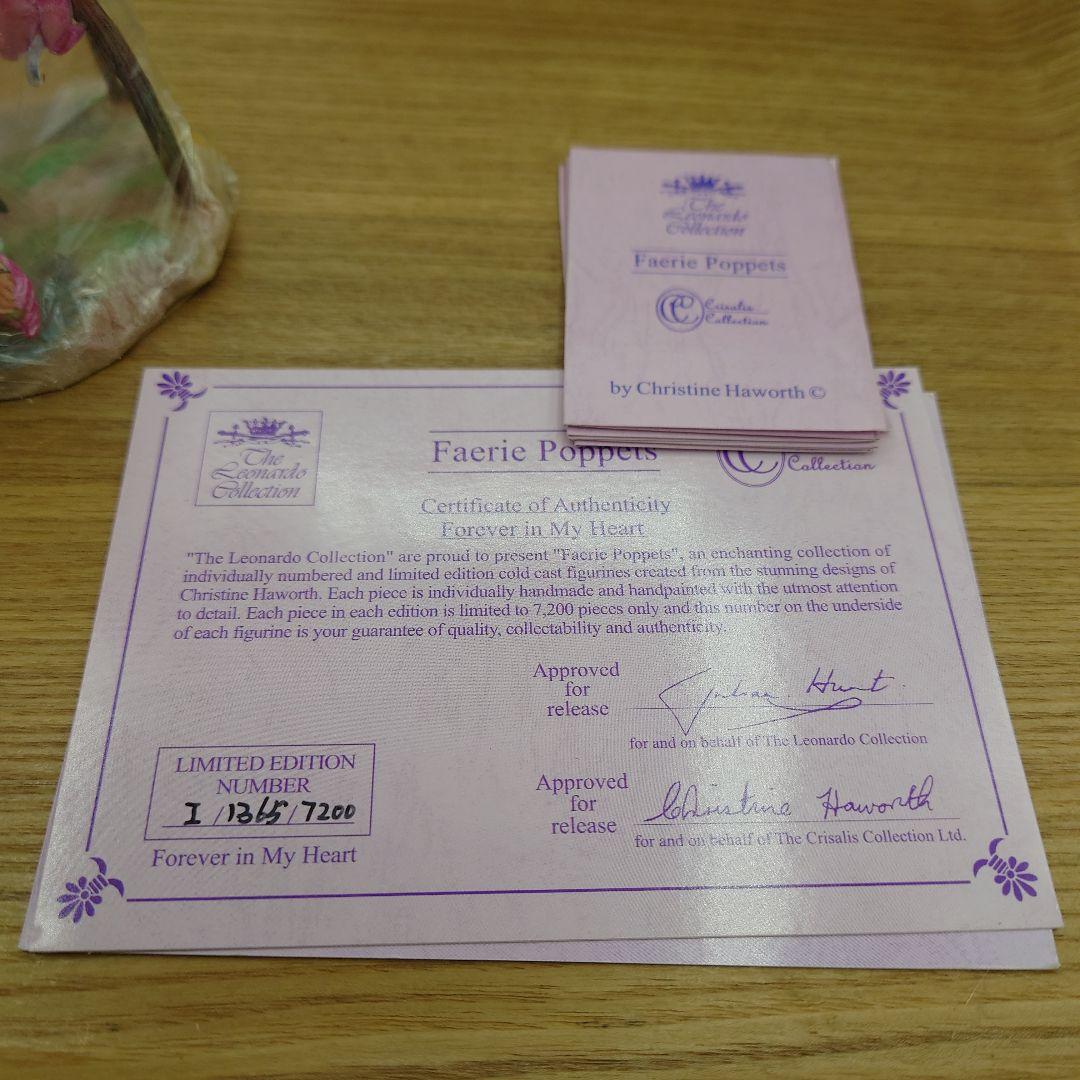 The
Leonardo
Collection
Faerie Poppets
CC Crisalis
Collection
by Christine Haworth ©
The
Leonardo
Collection
Faerie Poppets
Collection
Certificate of Authenticity
Forever in My Heart
"The Leonardo Collection" are proud to present "Faerie Poppets", an enchanting collection of
individually numbered and limited edition cold cast figurines created from the stunning designs of
Christine Haworth. Each piece is individually handmade and handpainted with the utmost attention
to detail. Each piece in each edition is limited to 7,200 pieces only and this number on the underside
of each figurine is your guarantee of quality, collectability and authenticity.
Approved
for
release
Hunt
for and on behalf of The Leonardo Collection
LIMITED EDITION
NUMBER
I /1365/7200
Forever in My Heart
Approved
for
release
Christine Haworth
for and on behalf of The Crisalis Collection Ltd.